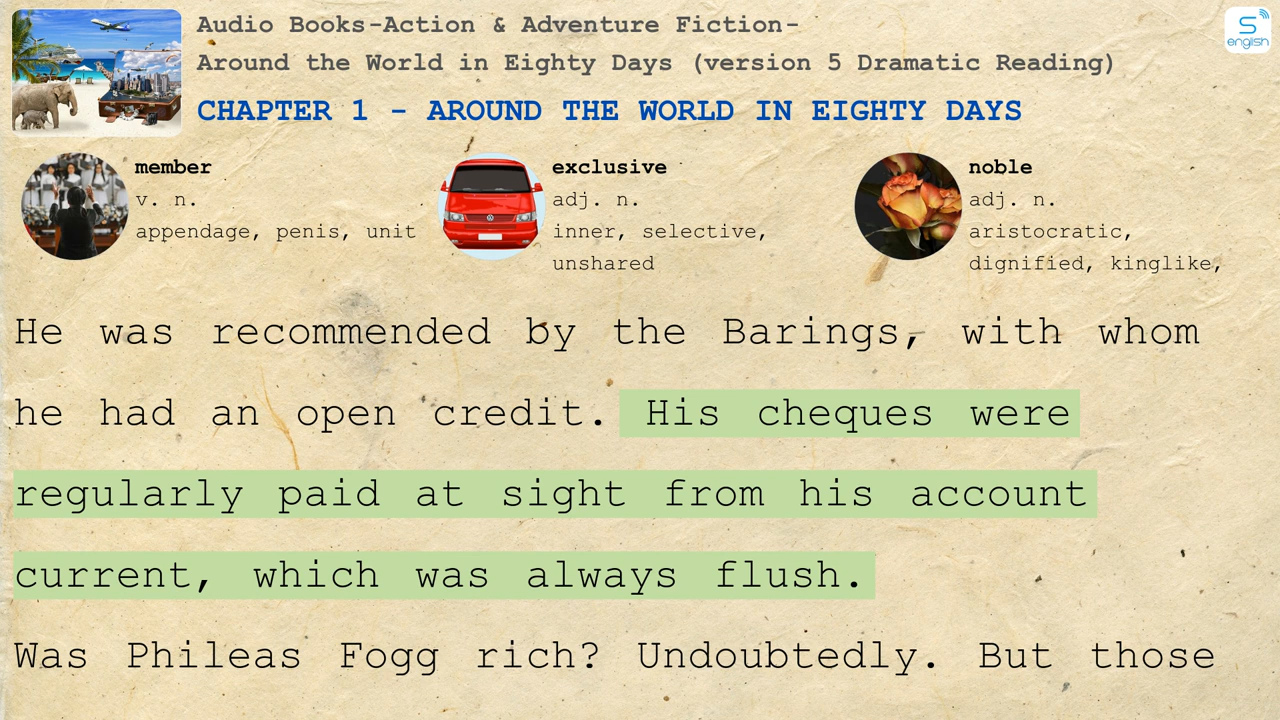 Audio Books-Action & Adventure Fiction-
Around the World in Eighty Days (version 5 Dramatic Reading)
CHAPTER 1 - AROUND THE WORLD IN EIGHTY DAYS
S
english
member
v. n.
appendage, penis, unit
exclusive
adj. n.
inner, selective,
unshared
noble
adj. n.
aristocratic,
dignified, kinglike,
He was recommended by the Barings, with whom
he had an open credit. His cheques were
regularly paid at sight from his account
current, which was always flush.
Was Phileas Fogg rich? Undoubtedly. But those